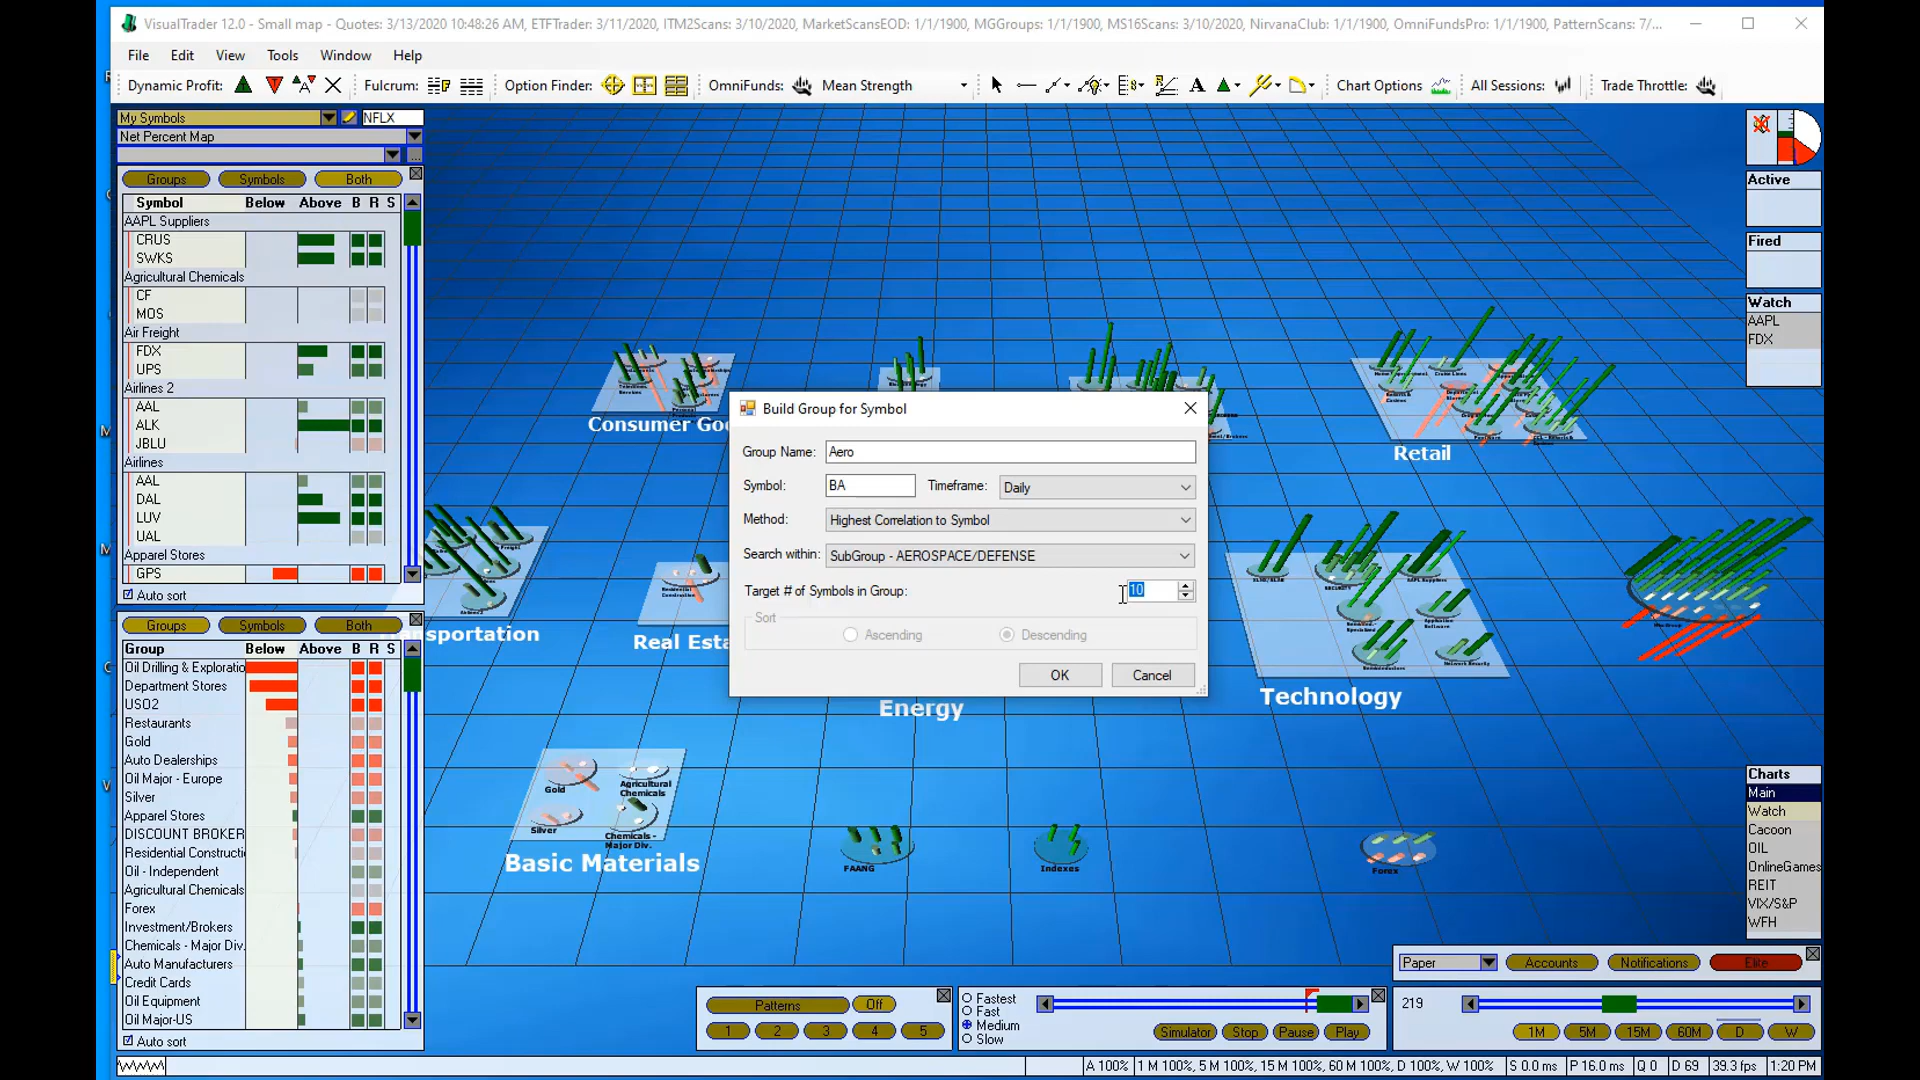 VisualTrader 12.0 - Small map - Quotes: 3/13/2020 10:48:26 AM, ETFTrader: 3/11/2020, ITM2Scans: 3/10/2020, MarketScansEOD: 1/1/1900, MGGroups: 1/1/1900, MS16Scans: 3/10/2020, NirvanaClub: 1/1/1900, OmniFundsPro: 1/1/1900, PatternScans: 7/...
File Edit View Tools Window Help
Dynamic Profit: Fulcrum: Option Finder: OmniFunds: Mean Strength Chart Options All Sessions: Trade Throttle:
My Symbols NFLX
Net Percent Map
Groups Symbols Both
Symbol Below Above B R S
AAPL Suppliers
CRUS
SWKS
Agricultural Chemicals
CF
MOS
Air Freight
FDX
UPS
Airlines 2
AAL
ALK
JBLU
Airlines
AAL
DAL
LUV
UAL
Apparel Stores
GPS
Auto sort
Groups Symbols Both
Group Below Above B R S
Oil Drilling & Exploratio
Department Stores
USO2
Restaurants
Gold
Auto Dealerships
Oil Major - Europe
Silver
Apparel Stores
DISCOUNT BROKER
Residential Constructi
Oil - Independent
Agricultural Chemicals
Forex
Investment/Brokers
Chemicals - Major Div.
Auto Manufacturers
Credit Cards
Oil Equipment
Oil Major-US
Auto sort
Consumer Goo
Retail
nsportation
Real Esta
Energy
Technology
Gold
Agricultural Chemicals
Silver
Chemicals - Major Div.
Basic Materials
FAANG
Indexes
Forex
Build Group for Symbol
Group Name: Aero
Symbol: BA Timeframe: Daily
Method: Highest Correlation to Symbol
Search within: SubGroup - AEROSPACE/DEFENSE
Target # of Symbols in Group: 10
Sort
Ascending Descending
OK Cancel
Active
Fired
Watch
AAPL
FDX
Charts
Main
Watch
Cacoon
OIL
OnlineGames
REIT
VIX/S&P
WFH
Paper Accounts Notifications Elite
Patterns Off
1 2 3 4 5
Fastest
Fast
Medium
Slow
Simulator Stop Pause Play
219
1M 5M 15M 60M D W
A 100% 1 M 100%, 5 M 100%, 15 M 100%, 60 M 100%, D 100%, W 100% S 0.0 ms P 16.0 ms Q 0 D 69 39.3 fps 1:20 PM